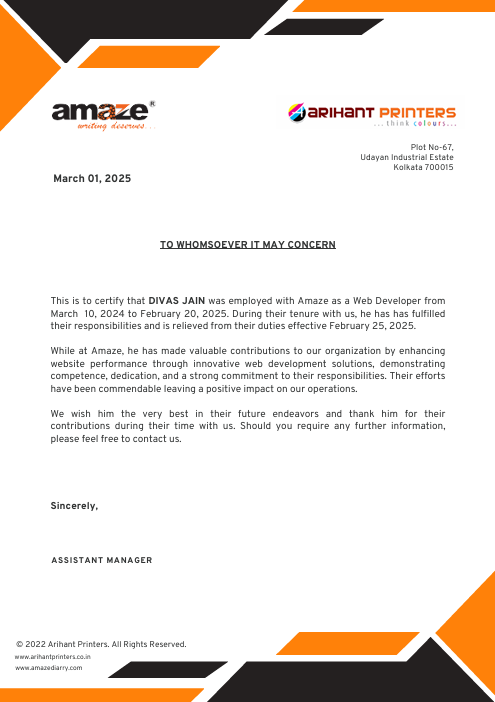 amaze®
writing deserves..
ARIHANT PRINTERS
...think colours...
Plot No-67,
Udayan Industrial Estate
Kolkata 700015
March 01, 2025
TO WHOMSOEVER IT MAY CONCERN
This is to certify that DIVAS JAIN was employed with Amaze as a Web Developer from
March 10, 2024 to February 20, 2025. During their tenure with us, he has has fulfilled
their responsibilities and is relieved from their duties effective February 25, 2025.
While at Amaze, he has made valuable contributions to our organization by enhancing
website performance through innovative web development solutions, demonstrating
competence, dedication, and a strong commitment to their responsibilities. Their efforts
have been commendable leaving a positive impact on our operations.
We wish him the very best in their future endeavors and thank him for their
contributions during their time with us. Should you require any further information,
please feel free to contact us.
Sincerely,
ASSISTANT MANAGER
© 2022 Arihant Printers. All Rights Reserved.
www.arihantprinters.co.in
www.amazediarry.com